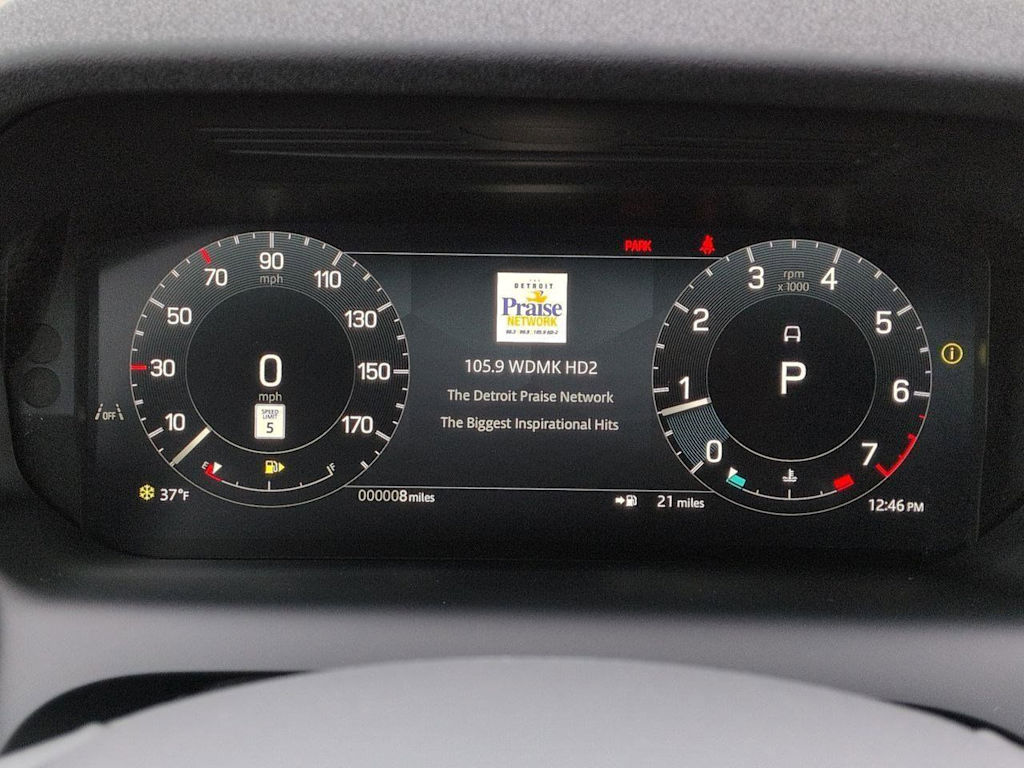 PARK
10
30
50
70
90
mph
110
130
150
170
0
mph
SPEED
LIMIT
5
E
F
OFF
37°F
000008 miles
THE
DETROIT
Praise
NETWORK
105.9 WDMK HD2
The Detroit Praise Network
The Biggest Inspirational Hits
21 miles
0
1
2
3
rpm
x 1000
4
5
6
7
A
P
i
12:46 PM